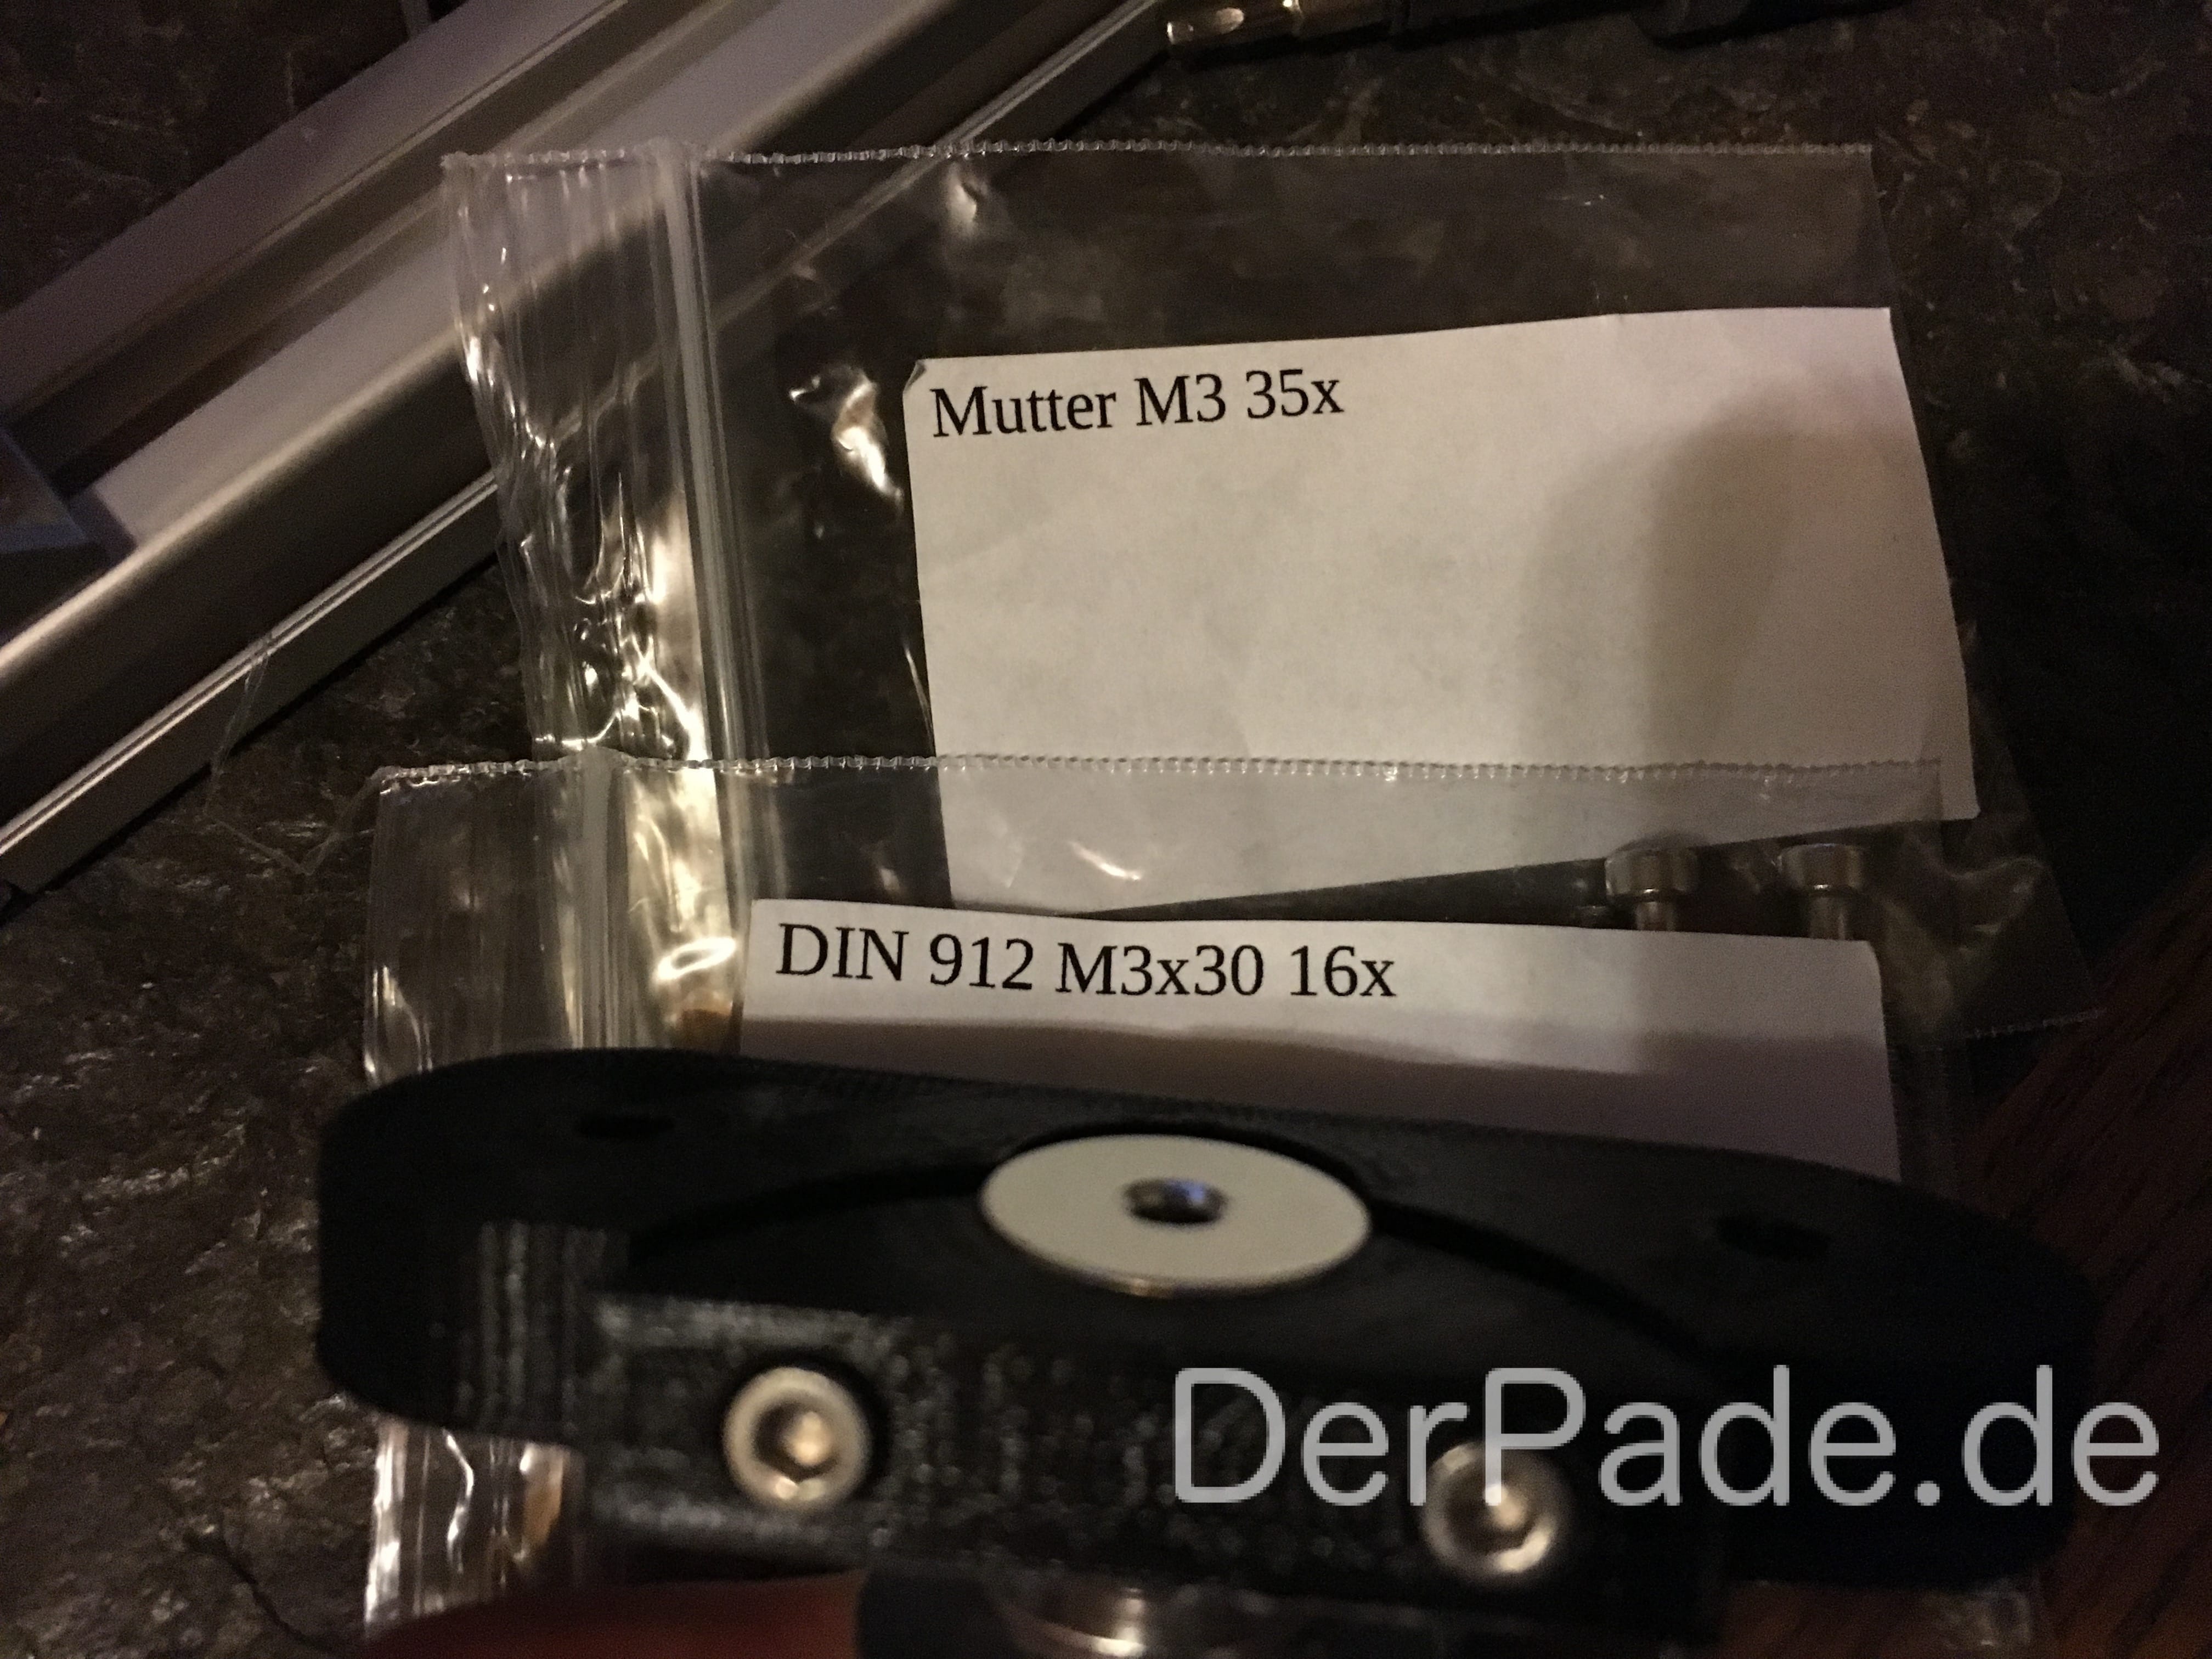 Mutter M3 35x
DIN 912 M3x30 16x
DerPade.de